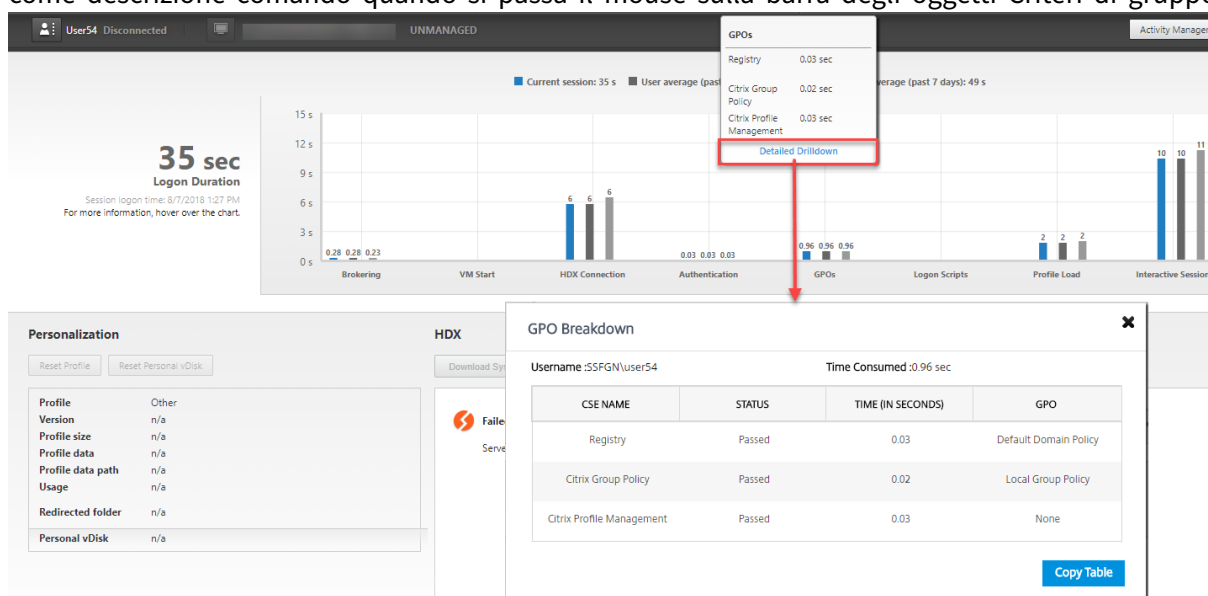 come descrizione comando quando si passa il mouse sulla barra degli oggetti Criteri di gruppo
User54 Disconnected
UNMANAGED
Activity Manager
GPOs
Registry 0.03 sec
Citrix Group 0.02 sec
Policy
Citrix Profile 0.03 sec
Management
Detailed Drilldown
Current session: 35 s User average (pas
verage (past 7 days): 49 s
35 sec
Logon Duration
Session logon time: 8/7/2018 1:27 PM
For more information, hover over the chart.
15 s
12 s
9 s
6 s
3 s
0 s
0.28 0.28 0.23
6 6 6
0.03 0.03 0.03
0.96 0.96 0.96
2 2 2
10 10 11
Brokering VM Start HDX Connection Authentication GPOs Logon Scripts Profile Load Interactive Session
Personalization
Reset Profile Reset Personal vDisk
Profile Other
Version n/a
Profile size n/a
Profile data n/a
Profile data path n/a
Usage n/a
Redirected folder n/a
Personal vDisk n/a
HDX
Download Sy
Faile
Serve
GPO Breakdown
Username :SSFGN\user54 Time Consumed :0.96 sec
CSE NAME STATUS TIME (IN SECONDS) GPO
Registry Passed 0.03 Default Domain Policy
Citrix Group Policy Passed 0.02 Local Group Policy
Citrix Profile Management Passed 0.03 None
Copy Table